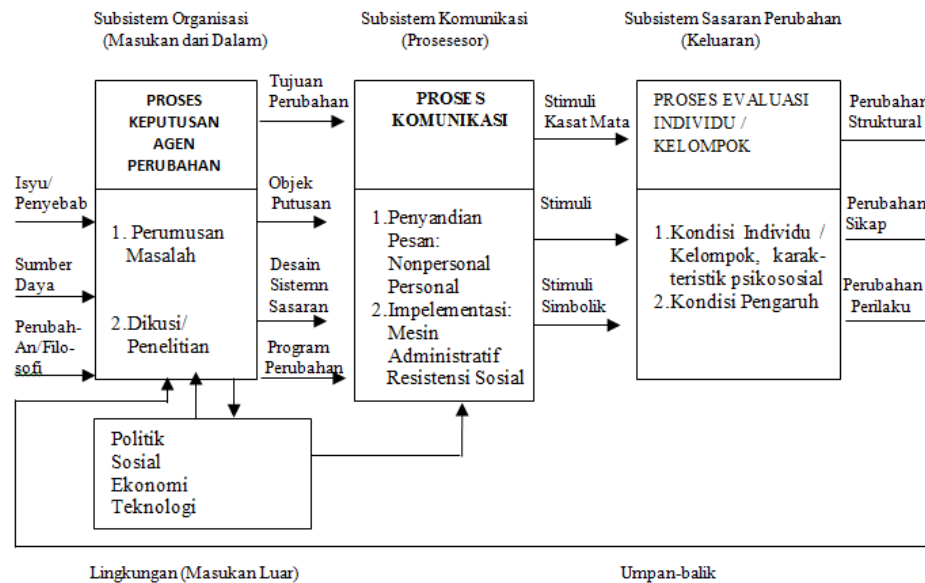 Subsistem Organisasi
(Masukan dari Dalam)
Subsistem Komunikasi
(Prosesesor)
Subsistem Sasaran Perubahan
(Keluaran)
Isyu/
Penyebab
Sumber
Daya
Perubah-
An/Filo-
sofi
PROSES
KEPUTUSAN
AGEN
PERUBAHAN
1. Perumusan
Masalah
2.Dikusi/
Penelitian
Tujuan
Perubahan
Objek
Putusan
Desain
Sistemn
Sasaran
Program
Perubahan
PROSES
KOMUNIKASI
1.Penyandian
Pesan:
Nonpersonal
Personal
2.Impelementasi:
Mesin
Administratif
Resistensi Sosial
Stimuli
Kasat Mata
Stimuli
Stimuli
Simbolik
PROSES EVALUASI
INDIVIDU /
KELOMPOK
1.Kondisi Individu /
Kelompok, karak-
teristik psikososial
2.Kondisi Pengaruh
Perubahan
Struktural
Perubahan
Sikap
Perubahan
Perilaku
Politik
Sosial
Ekonomi
Teknologi
Lingkungan (Masukan Luar)
Umpan-balik